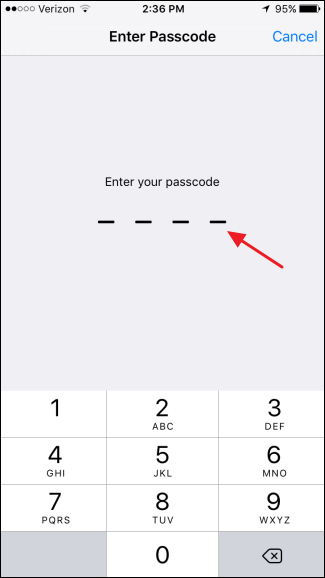 Verizon 2:36 PM 95%
Enter Passcode Cancel
Enter your passcode
1 2 3
ABC DEF
4 5 6
GHI JKL MNO
7 8 9
PQRS TUV WXYZ
0